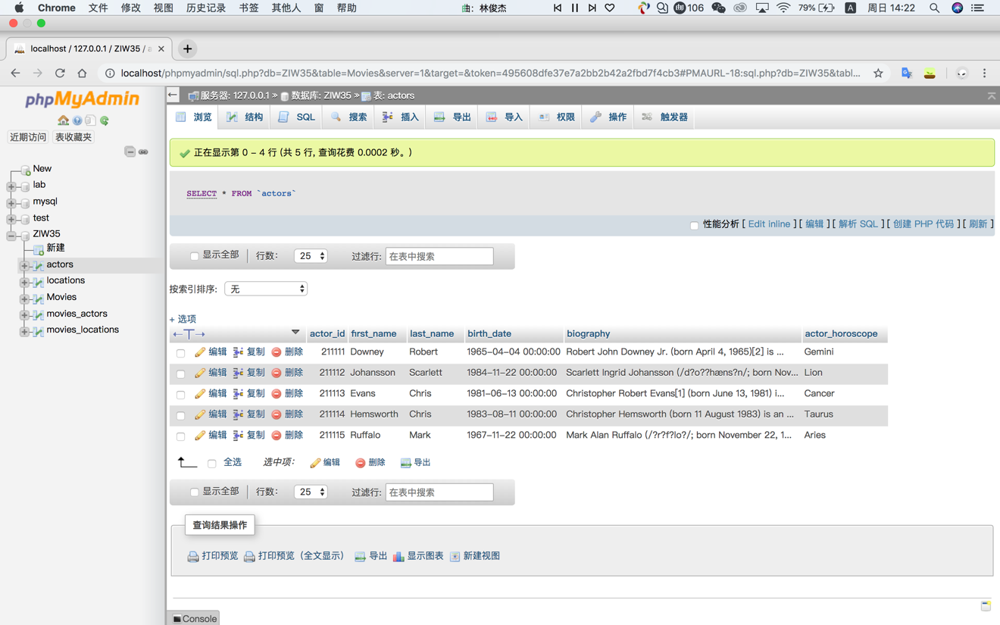 Chrome 文件 修改 视图 历史记录 书签 其他人 窗 帮助 曲: 林俊杰 106 79% A 周日 14:22
localhost / 127.0.0.1 / ZIW35 / a
localhost/phpmyadmin/sql.php?db=ZIW35&table=Movies&server=1&target=&token=495608dfe37e7a2bb2b42a2fbd7f4cb3#PMAURL-18:sql.php?db=ZIW35&tabl...
phpMyAdmin
近期访问 表收藏夹
New
lab
mysql
test
ZIW35
新建
actors
locations
Movies
movies_actors
movies_locations
服务器: 127.0.0.1 » 数据库: ZIW35 » 表: actors
浏览 结构 SQL 搜索 插入 导出 导入 权限 操作 触发器
正在显示第 0 - 4 行 (共 5 行, 查询花费 0.0002 秒。)
SELECT * FROM `actors`
性能分析 [ Edit inline ] [ 编辑 ] [ 解析 SQL ] [ 创建 PHP 代码 ] [ 刷新 ]
显示全部 行数: 25 过滤行: 在表中搜索
按索引排序: 无
+ 选项
←T→ actor_id first_name last_name birth_date biography actor_horoscope
编辑 复制 删除 211111 Downey Robert 1965-04-04 00:00:00 Robert John Downey Jr. (born April 4, 1965)[2] is ... Gemini
编辑 复制 删除 211112 Johansson Scarlett 1984-11-22 00:00:00 Scarlett Ingrid Johansson (/d?o??hæns?n/; born Nov... Lion
编辑 复制 删除 211113 Evans Chris 1981-06-13 00:00:00 Christopher Robert Evans[1] (born June 13, 1981) i... Cancer
编辑 复制 删除 211114 Hemsworth Chris 1983-08-11 00:00:00 Christopher Hemsworth (born 11 August 1983) is an ... Taurus
编辑 复制 删除 211115 Ruffalo Mark 1967-11-22 00:00:00 Mark Alan Ruffalo (/?r?f?lo?/; born November 22, 1... Aries
全选 选中项: 编辑 删除 导出
显示全部 行数: 25 过滤行: 在表中搜索
查询结果操作
打印预览 打印预览 (全文显示) 导出 显示图表 新建视图
Console